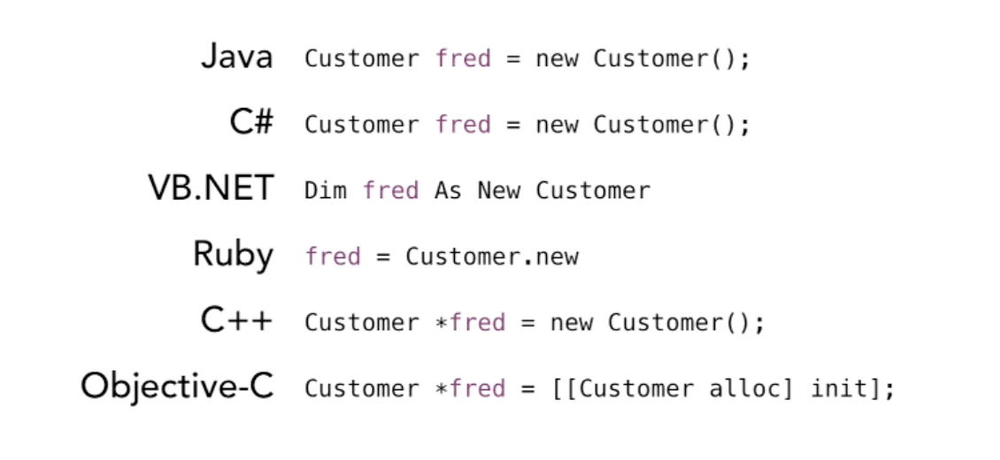 Java Customer fred = new Customer();
C# Customer fred = new Customer();
VB.NET Dim fred As New Customer
Ruby fred = Customer.new
C++ Customer *fred = new Customer();
Objective-C Customer *fred = [[Customer alloc] init];